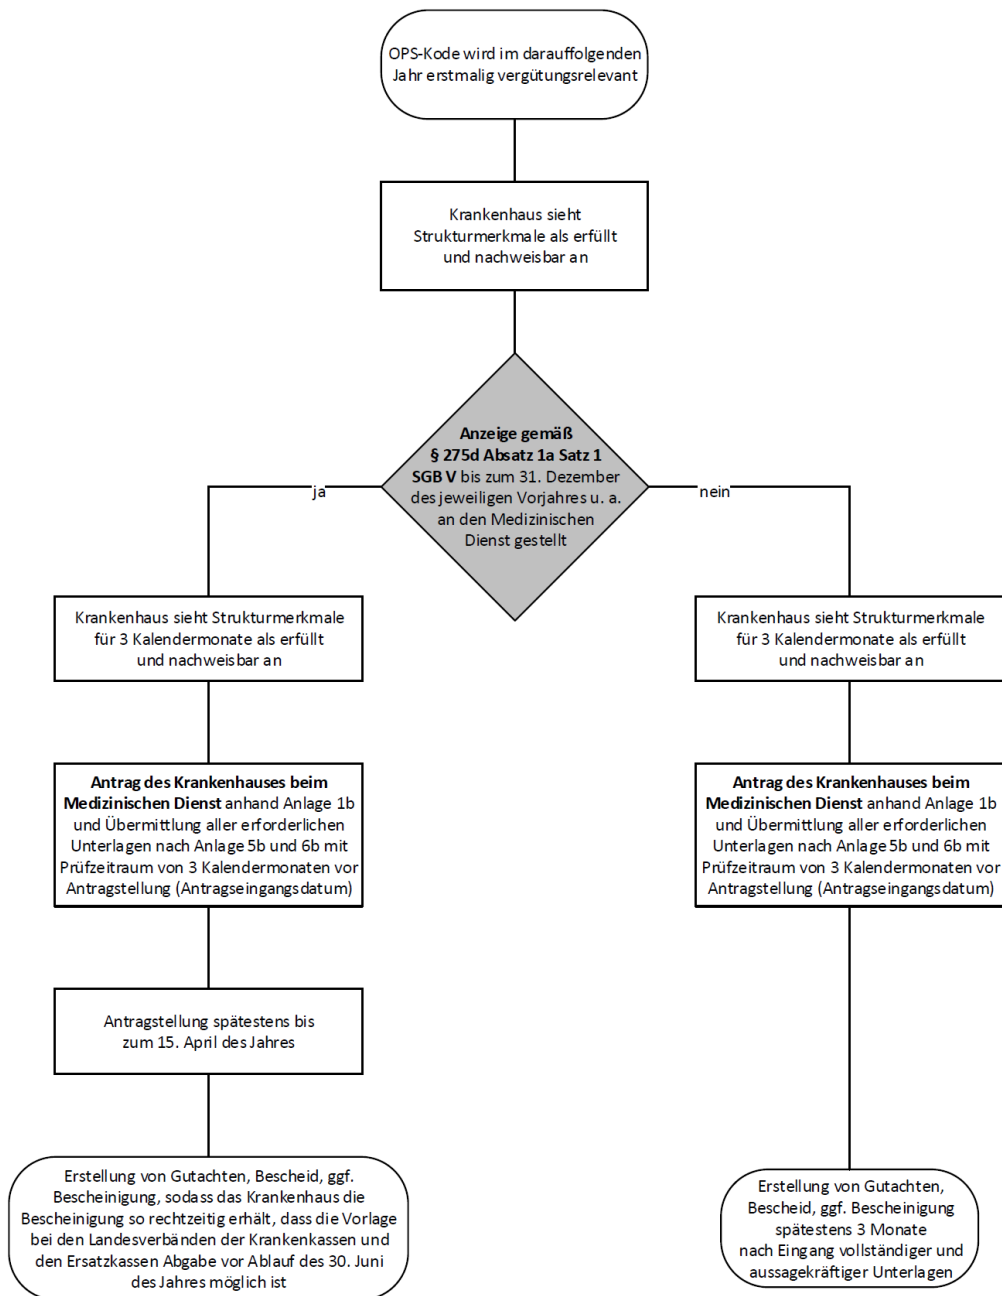 OPS-Kode wird im darauffolgenden
Jahr erstmalig vergütungsrelevant
Krankenhaus sieht
Strukturmerkmale als erfüllt
und nachweisbar an
Anzeige gemäß
§ 275d Absatz 1a Satz 1
SGB V bis zum 31. Dezember
des jeweiligen Vorjahres u. a.
an den Medizinischen
Dienst gestellt
ja
nein
Krankenhaus sieht Strukturmerkmale
für 3 Kalendermonate als erfüllt
und nachweisbar an
Antrag des Krankenhauses beim
Medizinischen Dienst anhand Anlage 1b
und Übermittlung aller erforderlichen
Unterlagen nach Anlage 5b und 6b mit
Prüfzeitraum von 3 Kalendermonaten vor
Antragstellung (Antragseingangsdatum)
Antragstellung spätestens bis
zum 15. April des Jahres
Erstellung von Gutachten, Bescheid, ggf.
Bescheinigung, sodass das Krankenhaus die
Bescheinigung so rechtzeitig erhält, dass die Vorlage
bei den Landesverbänden der Krankenkassen und
den Ersatzkassen Abgabe vor Ablauf des 30. Juni
des Jahres möglich ist
Krankenhaus sieht Strukturmerkmale
für 3 Kalendermonate als erfüllt
und nachweisbar an
Antrag des Krankenhauses beim
Medizinischen Dienst anhand Anlage 1b
und Übermittlung aller erforderlichen
Unterlagen nach Anlage 5b und 6b mit
Prüfzeitraum von 3 Kalendermonaten vor
Antragstellung (Antragseingangsdatum)
Erstellung von Gutachten,
Bescheid, ggf. Bescheinigung
spätestens 3 Monate
nach Eingang vollständiger und
aussagekräftiger Unterlagen